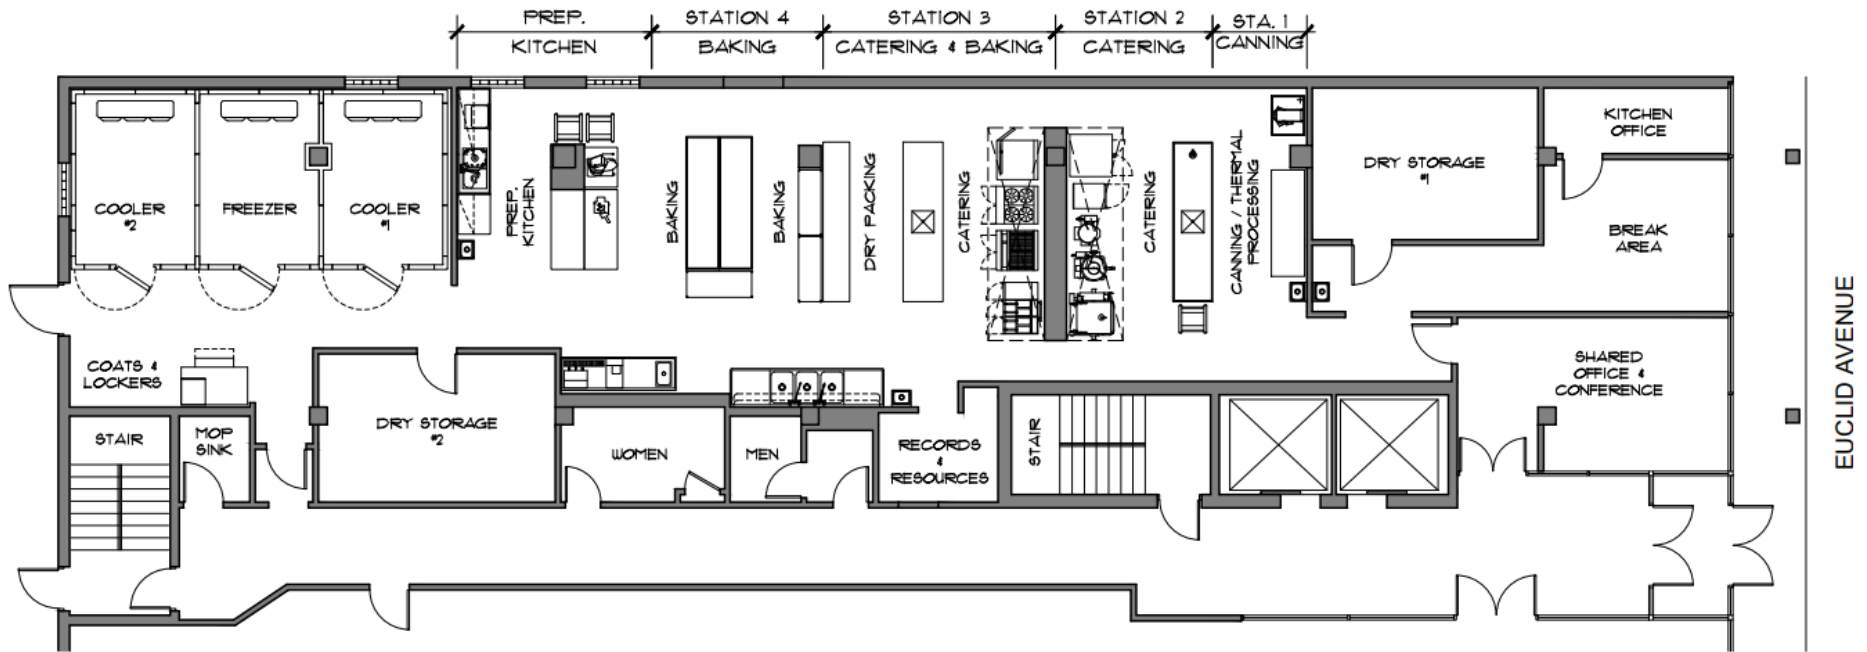 PREP.
KITCHEN
STATION 4
BAKING
STATION 3
CATERING & BAKING
STATION 2
CATERING
STA. 1
CANNING
COOLER
#2
FREEZER
COOLER
#1
PREP.
KITCHEN
BAKING
BAKING
DRY PACKING
CATERING
CATERING
CANNING / THERMAL
PROCESSING
DRY STORAGE
#1
KITCHEN
OFFICE
BREAK
AREA
COATS &
LOCKERS
STAIR
MOP
SINK
DRY STORAGE
#2
WOMEN
MEN
RECORDS
&
RESOURCES
STAIR
SHARED
OFFICE &
CONFERENCE
EUCLID AVENUE